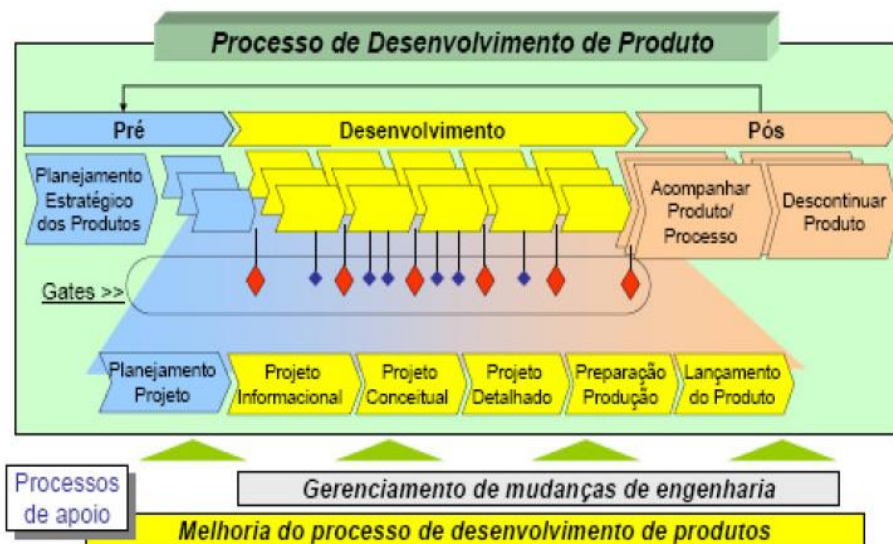 Processo de Desenvolvimento de Produto
Pré
Desenvolvimento
Pós
Planejamento
Estratégico
dos Produtos
Acompanhar
Produto/
Processo
Descontinuar
Produto
Gates >>
Planejamento
Projeto
Projeto
Informacional
Projeto
Conceitual
Projeto
Detalhado
Preparação
Produção
Lançamento
do Produto
Processos
de apoio
Gerenciamento de mudanças de engenharia
Melhoria do processo de desenvolvimento de produtos